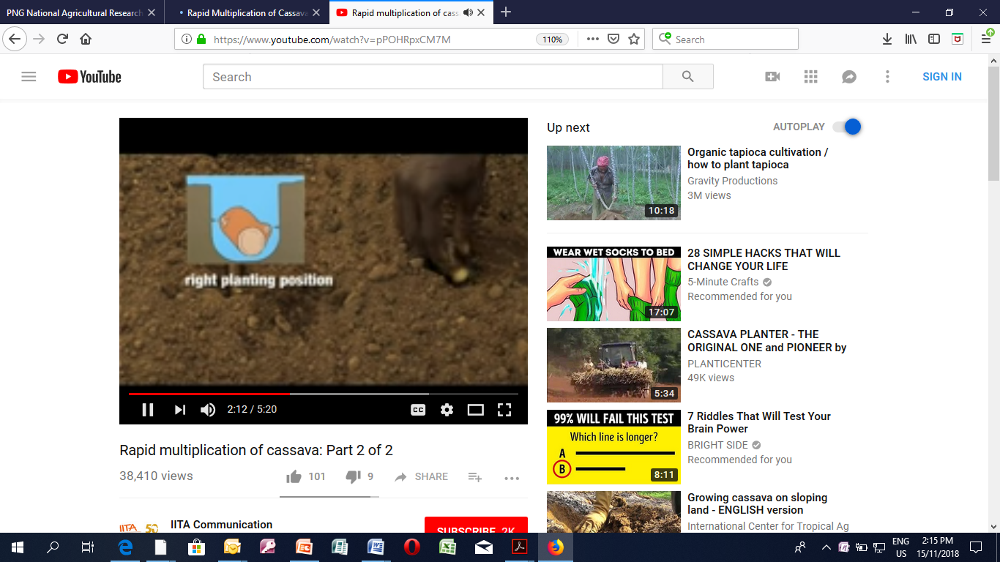 PNG National Agricultural Research
Rapid Multiplication of Cassava
Rapid multiplication of cass
https://www.youtube.com/watch?v=pPOHRpxCM7M
110%
Search
YouTube
Search
SIGN IN
right planting position
2:12 / 5:20
CC
Rapid multiplication of cassava: Part 2 of 2
38,410 views
101
9
SHARE
IITA
50
IITA Communication
SUBSCRIBE 2K
Up next
AUTOPLAY
10:18
Organic tapioca cultivation /
how to plant tapioca
Gravity Productions
3M views
WEAR WET SOCKS TO BED
17:07
28 SIMPLE HACKS THAT WILL
CHANGE YOUR LIFE
5-Minute Crafts
Recommended for you
5:34
CASSAVA PLANTER - THE
ORIGINAL ONE and PIONEER by
PLANTICENTER
49K views
99% WILL FAIL THIS TEST
Which line is longer?
A
B
8:11
7 Riddles That Will Test Your
Brain Power
BRIGHT SIDE
Recommended for you
Growing cassava on sloping
land - ENGLISH version
International Center for Tropical Ag
ENG
US
2:15 PM
15/11/2018